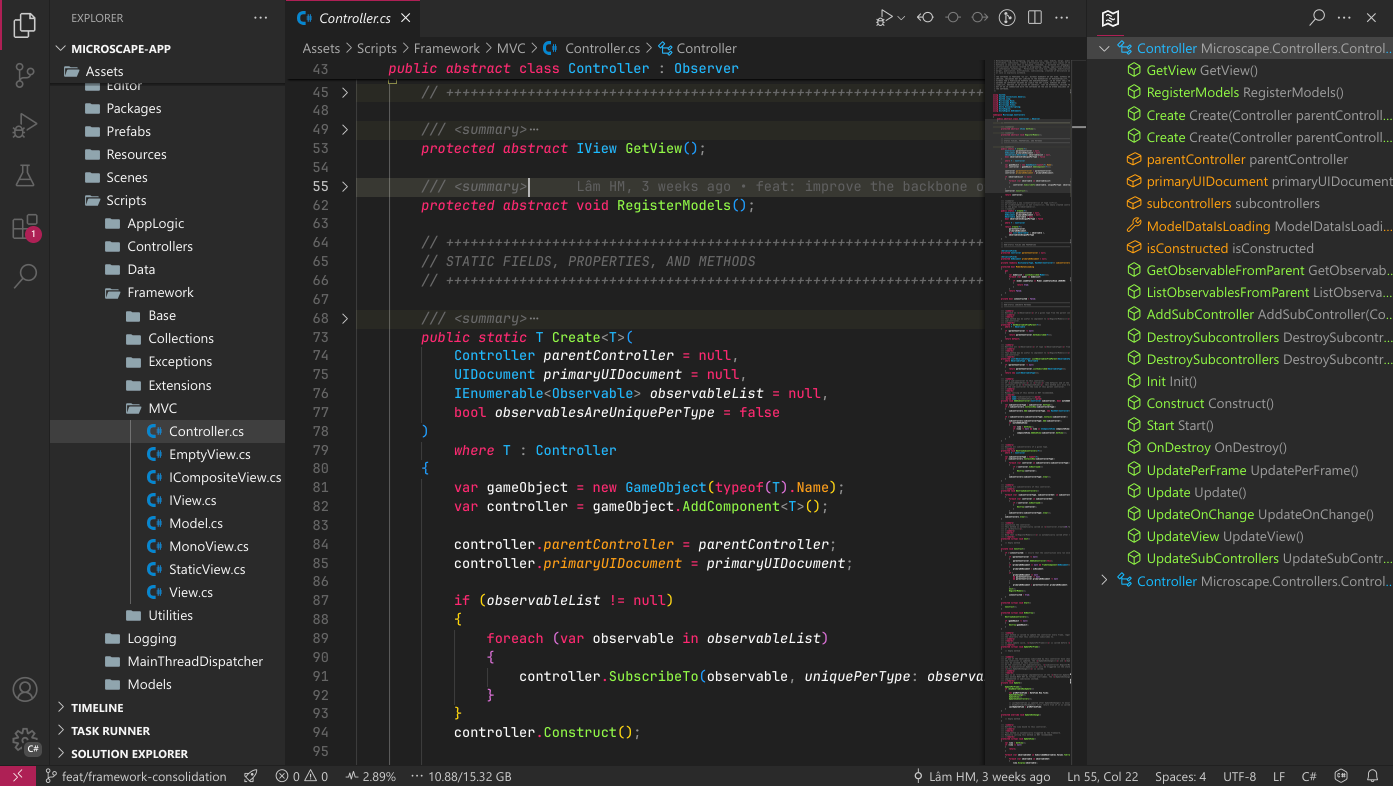 EXPLORER
MICROSCAPE-APP
Assets
Editor
Packages
Prefabs
Resources
Scenes
Scripts
AppLogic
Controllers
Data
Framework
Base
Collections
Exceptions
Extensions
MVC
Controller.cs
EmptyView.cs
ICompositeView.cs
IView.cs
Model.cs
MonoView.cs
StaticView.cs
View.cs
Utilities
Logging
MainThreadDispatcher
Models
TIMELINE
TASK RUNNER
SOLUTION EXPLORER
1
C#
Controller.cs
Assets > Scripts > Framework > MVC > Controller.cs > Controller
43 public abstract class Controller : Observer
45 // ++++++++++++++++++++++++++++++++++++++++++++++++++++++++++++++++++
48
49 /// <summary>…
53 protected abstract IView GetView();
54
55 /// <summary> Lâm HM, 3 weeks ago • feat: improve the backbone o
62 protected abstract void RegisterModels();
63
64 // ++++++++++++++++++++++++++++++++++++++++++++++++++++++++++++++++++
65 // STATIC FIELDS, PROPERTIES, AND METHODS
66 // ++++++++++++++++++++++++++++++++++++++++++++++++++++++++++++++++++
67
68 /// <summary>…
73 public static T Create<T>(
74 Controller parentController = null,
75 UIDocument primaryUIDocument = null,
76 IEnumerable<Observable> observableList = null,
77 bool observablesAreUniquePerType = false
78 )
79 where T : Controller
80 {
81 var gameObject = new GameObject(typeof(T).Name);
82 var controller = gameObject.AddComponent<T>();
83
84 controller.parentController = parentController;
85 controller.primaryUIDocument = primaryUIDocument;
86
87 if (observableList != null)
88 {
89 foreach (var observable in observableList)
90 {
91 controller.SubscribeTo(observable, uniquePerType: observa
92 }
93 }
94 controller.Construct();
95
Controller Microscape.Controllers.Control...
GetView GetView()
RegisterModels RegisterModels()
Create Create(Controller parentControll...
Create Create(Controller parentControll...
parentController parentController
primaryUIDocument primaryUIDocument
subcontrollers subcontrollers
ModelDataIsLoading ModelDataIsLoadi...
isConstructed isConstructed
GetObservableFromParent GetObservab...
ListObservablesFromParent ListObserva...
AddSubController AddSubController(Co...
DestroySubcontrollers DestroySubcontr...
DestroySubcontrollers DestroySubcontr...
Init Init()
Construct Construct()
Start Start()
OnDestroy OnDestroy()
UpdatePerFrame UpdatePerFrame()
Update Update()
UpdateOnChange UpdateOnChange()
UpdateView UpdateView()
UpdateSubControllers UpdateSubContr...
Controller Microscape.Controllers.Control...
feat/framework-consolidation 0 0 2.89% 10.88/15.32 GB Lâm HM, 3 weeks ago Ln 55, Col 22 Spaces: 4 UTF-8 LF C#